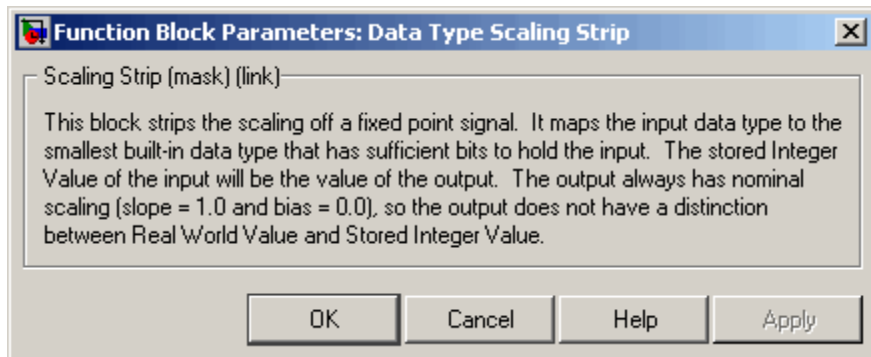 Function Block Parameters: Data Type Scaling Strip
Scaling Strip (mask) (link)
This block strips the scaling off a fixed point signal.  It maps the input data type to the
smallest built-in data type that has sufficient bits to hold the input.  The stored Integer
Value of the input will be the value of the output.  The output always has nominal
scaling (slope = 1.0 and bias = 0.0), so the output does not have a distinction
between Real World Value and Stored Integer Value.
OK Cancel Help Apply